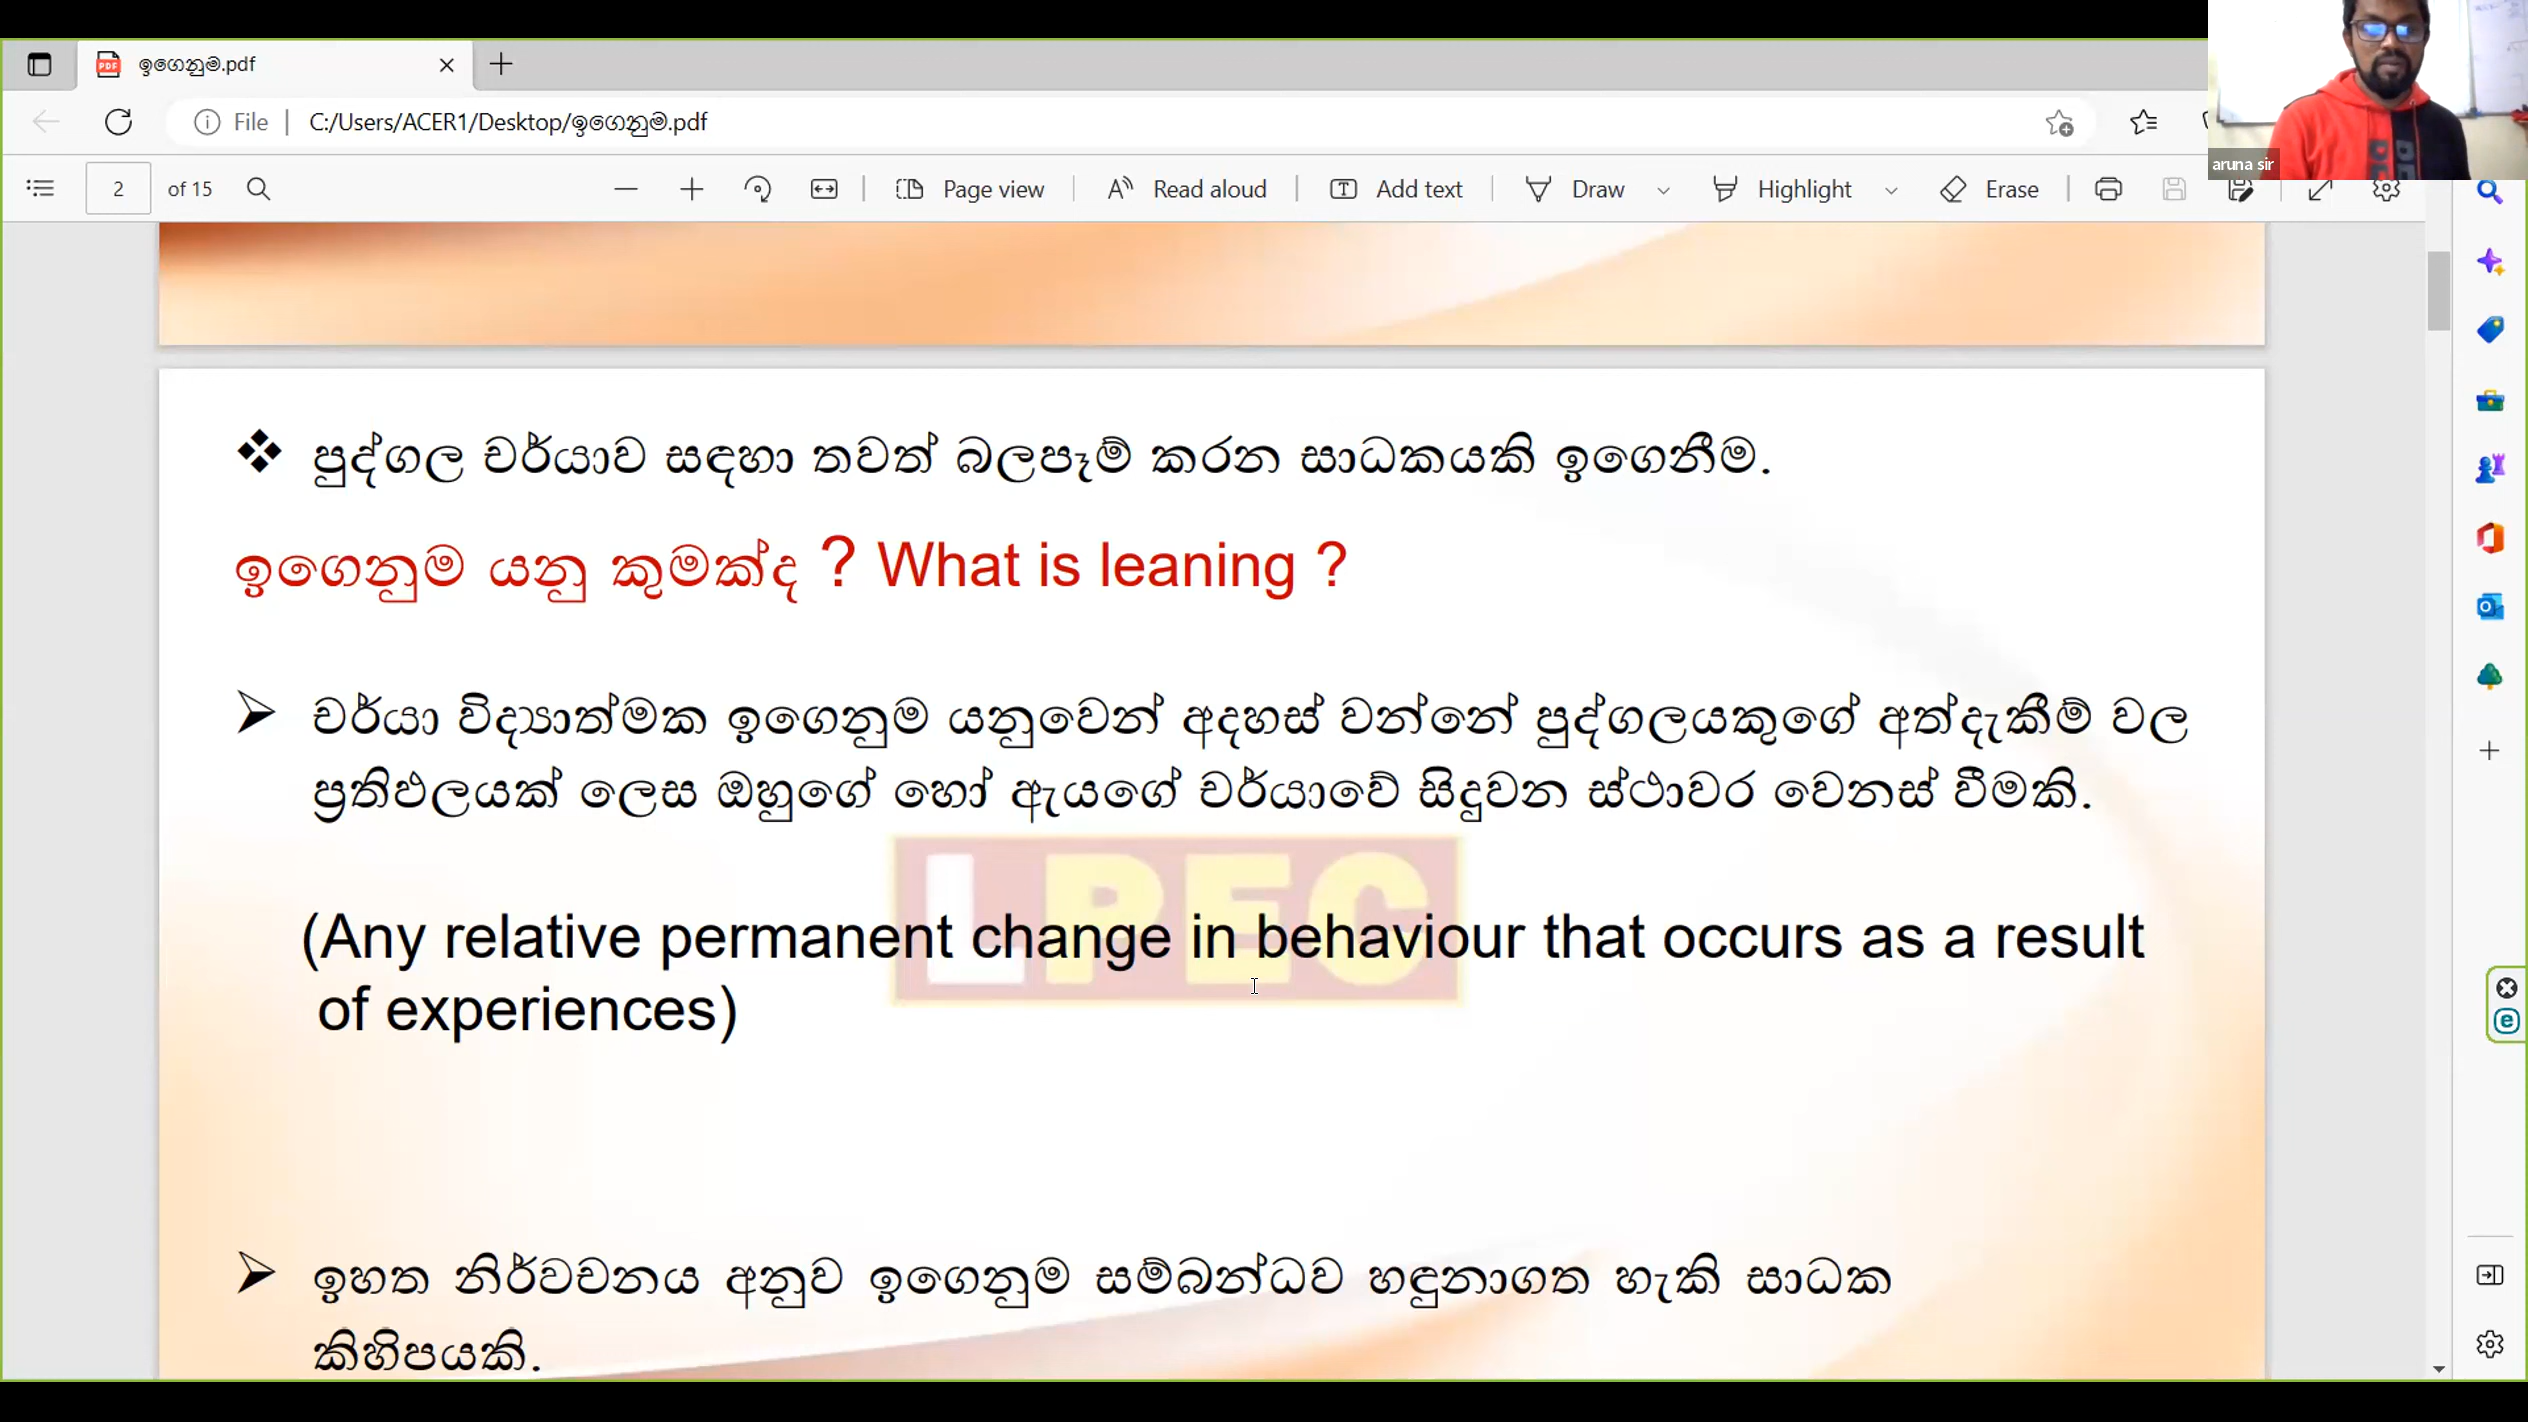 ඉගෙනුම.pdf
File
C:/Users/ACER1/Desktop/ඉගෙනුම.pdf
aruna sir
2 of 15
Page view
Read aloud
Add text
Draw
Highlight
Erase
පුද්ගල චර්යාව සඳහා තවත් බලපෑම් කරන සාධකයකි ඉගෙනීම.
ඉගෙනුම යනු කුමක්ද ? What is leaning ?
චර්යා විද්‍යාත්මක ඉගෙනුම යනුවෙන් අදහස් වන්නේ පුද්ගලයකුගේ අත්දැකීම් වල
ප්‍රතිඵලයක් ලෙස ඔහුගේ හෝ ඇයගේ චර්යාවේ සිදුවන ස්ථාවර වෙනස් වීමකි.
LPEC
(Any relative permanent change in behaviour that occurs as a result
of experiences)
ඉහත නිර්වචනය අනුව ඉගෙනුම සම්බන්ධව හඳුනාගත හැකි සාධක
කිහිපයකි.